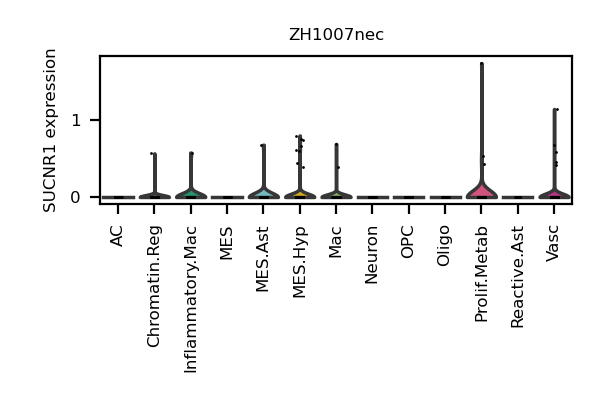 ZH1007nec
SUCNR1 expression
1
0
AC
Chromatin.Reg
Inflammatory.Mac
MES
MES.Ast
MES.Hyp
Mac
Neuron
OPC
Oligo
Prolif.Metab
Reactive.Ast
Vasc